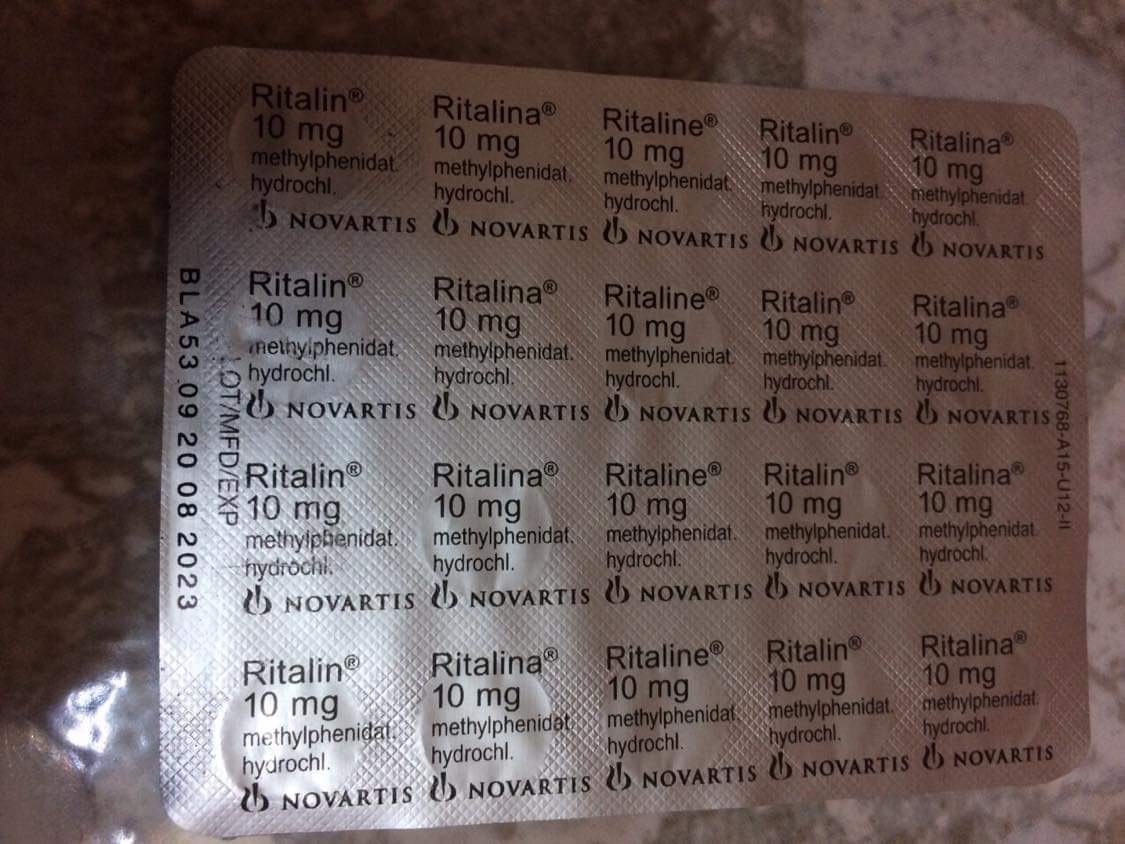 Ritalin® Ritalina® Ritaline® Ritalin® Ritalina®
10 mg 10 mg 10 mg 10 mg 10 mg
methylphenidat. methylphenidat. methylphenidat. methylphenidat. methylphenidat.
hydrochl. hydrochl. hydrochl. hydrochl. hydrochl.
NOVARTIS NOVARTIS NOVARTIS NOVARTIS NOVARTIS
Ritalin® Ritalina® Ritaline® Ritalin® Ritalina®
10 mg 10 mg 10 mg 10 mg 10 mg
methylphenidat. methylphenidat. methylphenidat. methylphenidat. methylphenidat.
hydrochl. hydrochl. hydrochl. hydrochl. hydrochl.
NOVARTIS NOVARTIS NOVARTIS NOVARTIS NOVARTIS
Ritalin® Ritalina® Ritaline® Ritalin® Ritalina®
10 mg 10 mg 10 mg 10 mg 10 mg
methylphenidat. methylphenidat. methylphenidat. methylphenidat. methylphenidat.
hydrochl. hydrochl. hydrochl. hydrochl. hydrochl.
NOVARTIS NOVARTIS NOVARTIS NOVARTIS NOVARTIS
Ritalin® Ritalina® Ritaline® Ritalin® Ritalina®
10 mg 10 mg 10 mg 10 mg 10 mg
methylphenidat. methylphenidat. methylphenidat. methylphenidat. methylphenidat.
hydrochl. hydrochl. hydrochl. hydrochl. hydrochl.
NOVARTIS NOVARTIS NOVARTIS NOVARTIS NOVARTIS
BLA53 09 20 08 2023
LOT/MFD/EXP
1130768-A15-U12-II